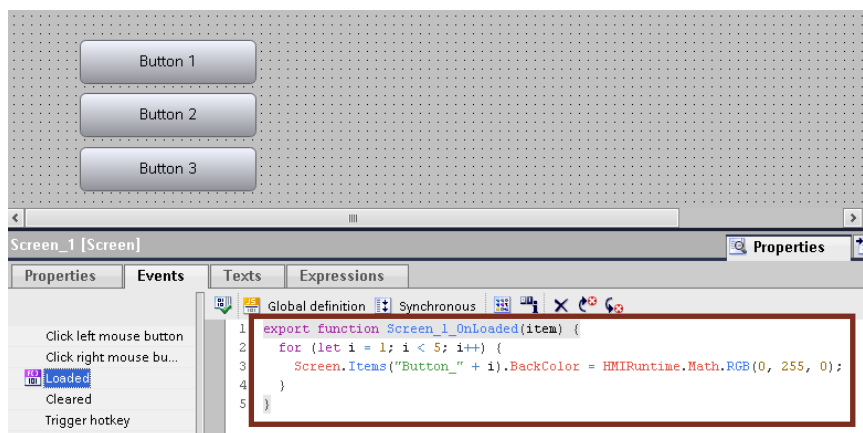 Button 1
Button 2
Button 3
Screen_1 [Screen]
Properties
Properties Events Texts Expressions
Global definition Synchronous
Click left mouse button
Click right mouse bu...
Loaded
Cleared
Trigger hotkey
1 export function Screen_1_OnLoaded(item) {
2 for (let i = 1; i < 5; i++) {
3 Screen.Items("Button_" + i).BackColor = HMIRuntime.Math.RGB(0, 255, 0);
4 }
5 }